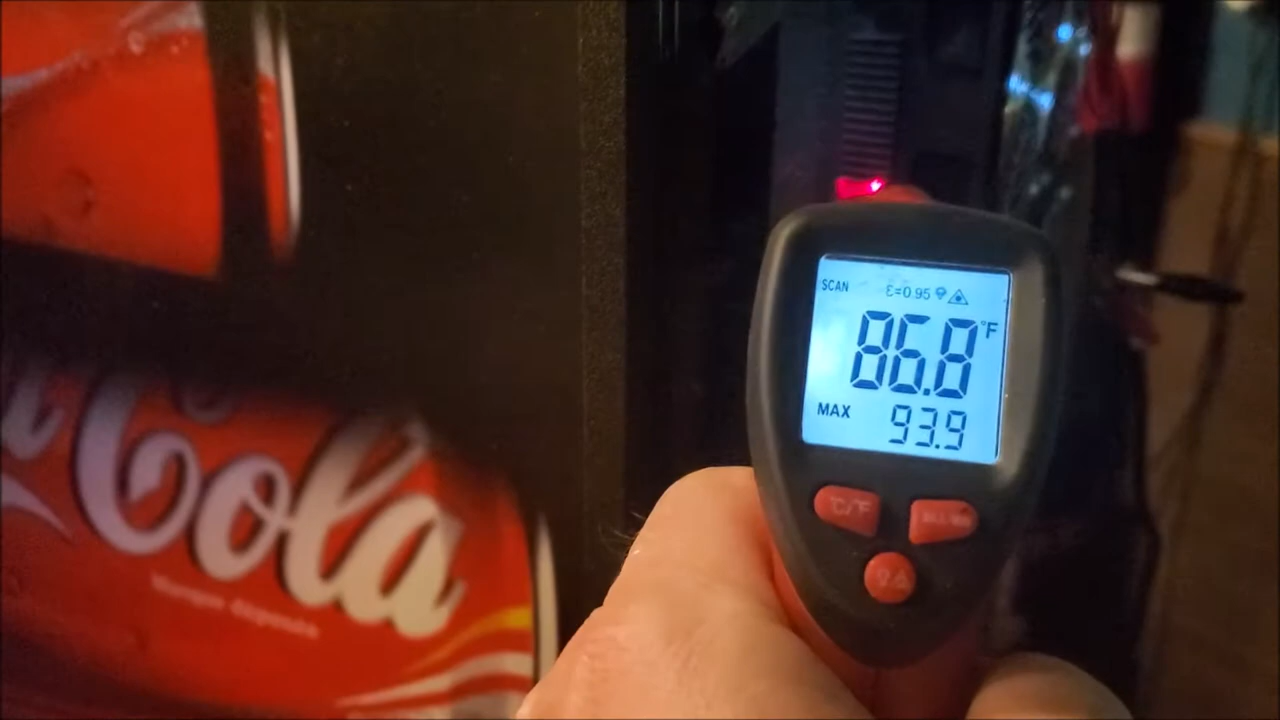 Cola
SCAN
ε=0.95
86.8 °F
MAX 93.9
°C/°F